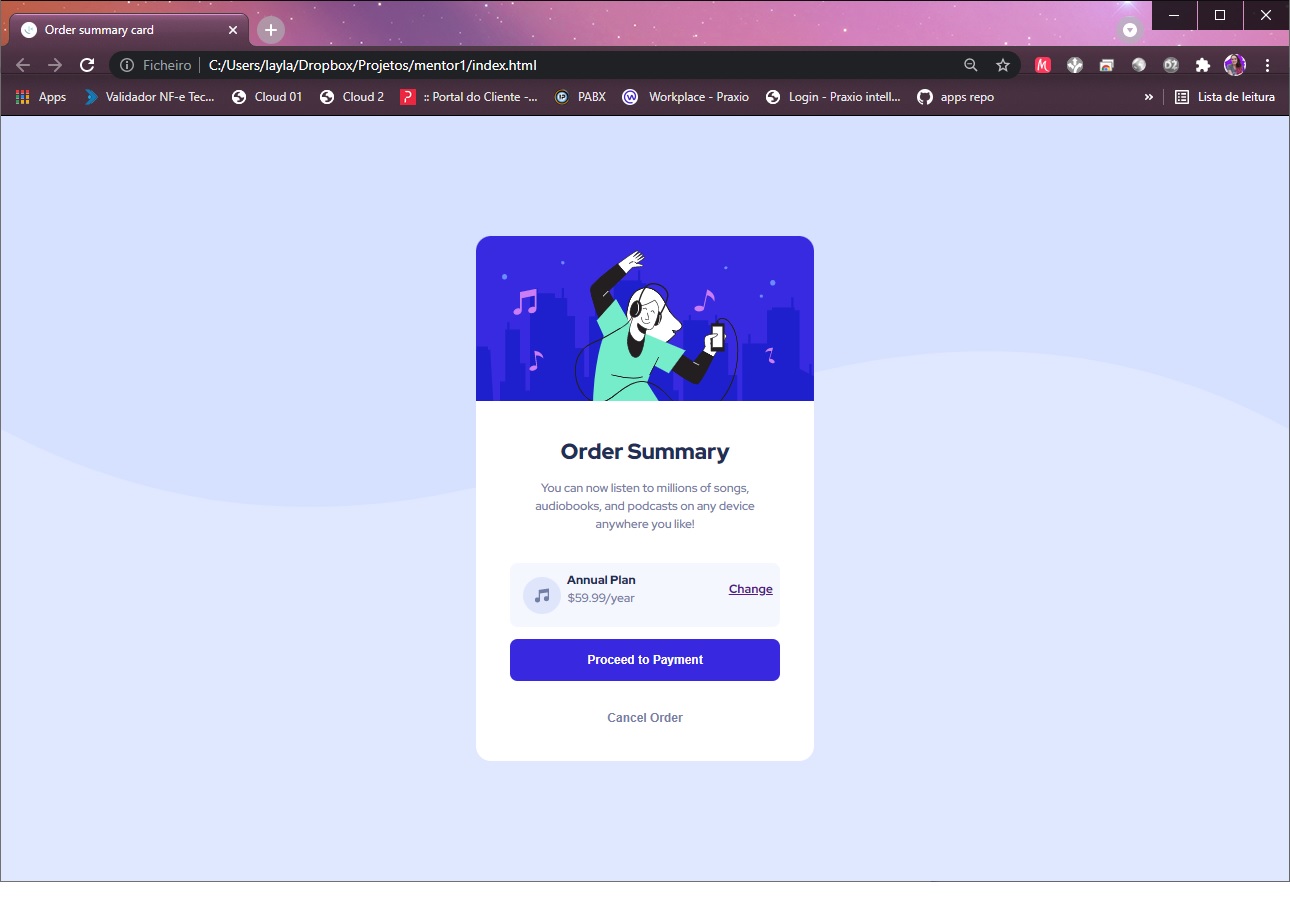 Order summary card
Ficheiro C:/Users/layla/Dropbox/Projetos/mentor1/index.html
Apps Validador NF-e Tec... Cloud 01 Cloud 2 :: Portal do Cliente -... PABX Workplace - Praxio Login - Praxio intell... apps repo » Lista de leitura
Order Summary
You can now listen to millions of songs,
audiobooks, and podcasts on any device
anywhere you like!
Annual Plan
Change
$59.99/year
Proceed to Payment
Cancel Order